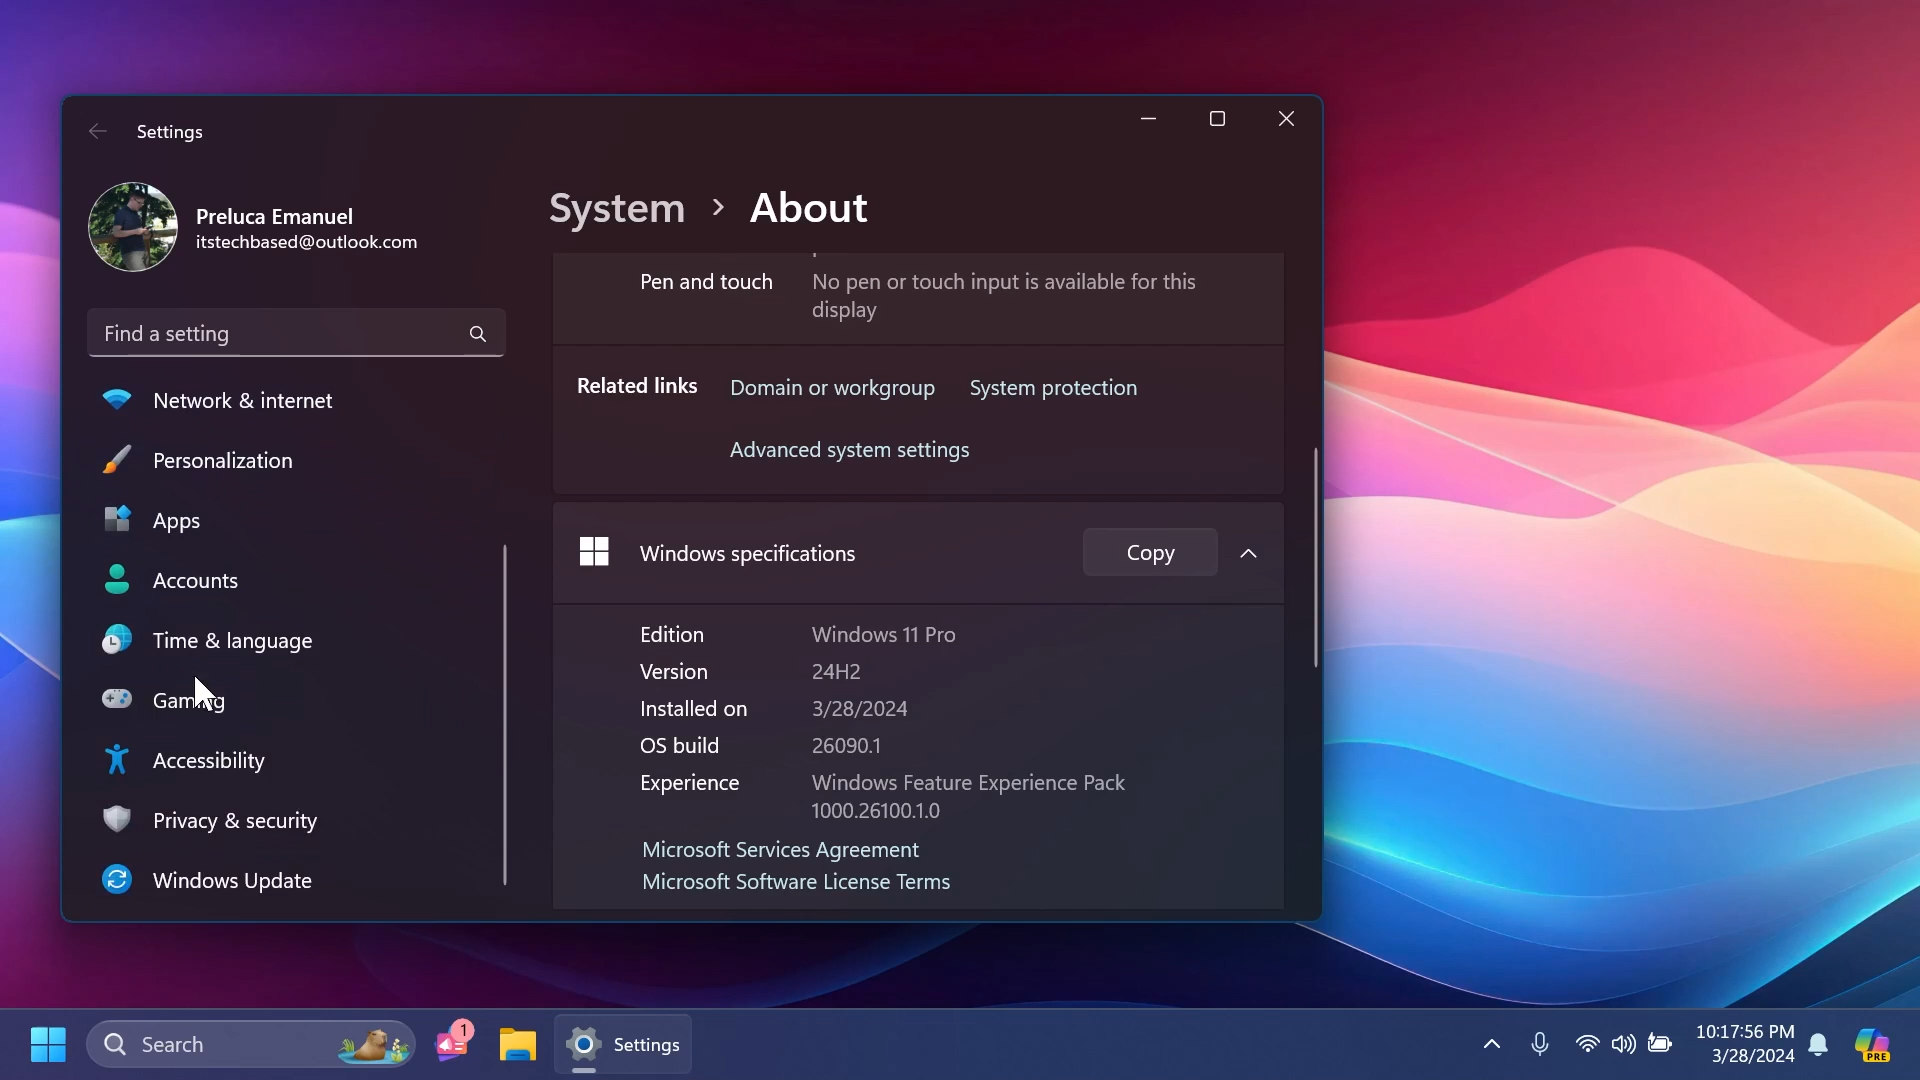 Settings
Preluca Emanuel
itstechbased@outlook.com
Find a setting
Network & internet
Personalization
Apps
Accounts
Time & language
Gaming
Accessibility
Privacy & security
Windows Update
System > About
Pen and touch No pen or touch input is available for this
display
Related links Domain or workgroup System protection
Advanced system settings
Windows specifications Copy
Edition Windows 11 Pro
Version 24H2
Installed on 3/28/2024
OS build 26090.1
Experience Windows Feature Experience Pack
1000.26100.1.0
Microsoft Services Agreement
Microsoft Software License Terms
Search 1 Settings 10:17:56 PM
3/28/2024
PRE